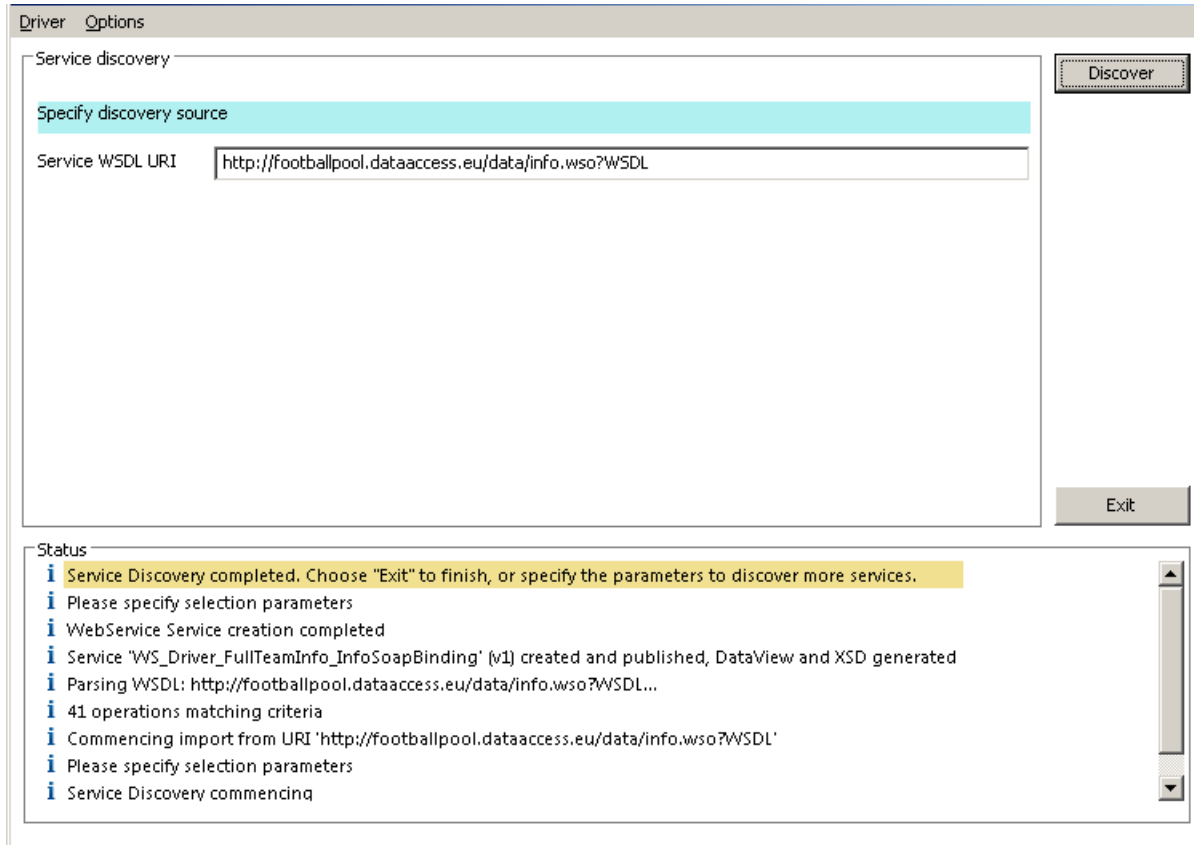 Driver Options
Service discovery
Discover
Specify discovery source
Service WSDL URI http://footballpool.dataaccess.eu/data/info.wso?WSDL
Exit
Status
i Service Discovery completed. Choose "Exit" to finish, or specify the parameters to discover more services.
i Please specify selection parameters
i WebService Service creation completed
i Service 'WS_Driver_FullTeamInfo_InfoSoapBinding' (v1) created and published, DataView and XSD generated
i Parsing WSDL: http://footballpool.dataaccess.eu/data/info.wso?WSDL...
i 41 operations matching criteria
i Commencing import from URI 'http://footballpool.dataaccess.eu/data/info.wso?WSDL'
i Please specify selection parameters
i Service Discovery commencing